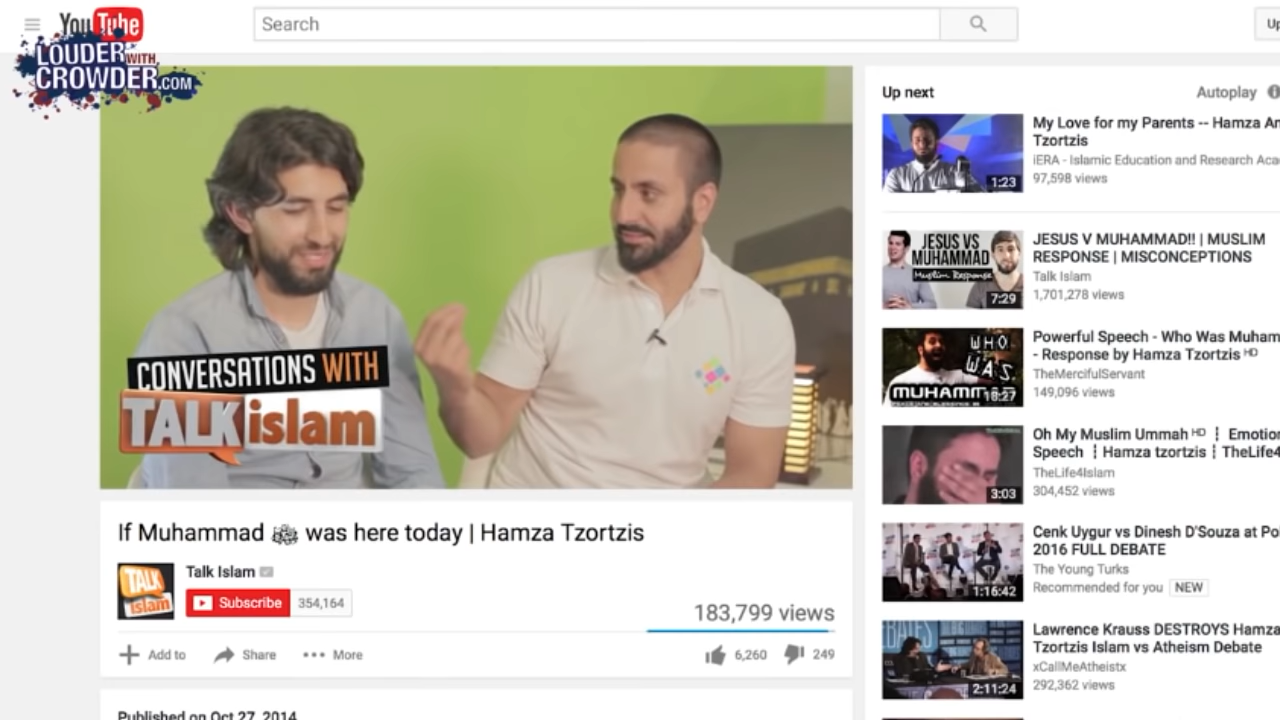 YouTube
Search
Up
LOUDER WITH
CROWDER.COM
CONVERSATIONS WITH
TALK islam
If Muhammad ﷺ was here today | Hamza Tzortzis
TALK
islam
Talk Islam
Subscribe 354,164
183,799 views
Add to Share More 6,260 249
Published on Oct 27, 2014
Up next Autoplay
My Love for my Parents -- Hamza An
Tzortzis
iERA - Islamic Education and Research Aca
97,598 views
1:23
JESUS VS
MUHAMMAD
Muslim Response
7:29
JESUS V MUHAMMAD!! | MUSLIM
RESPONSE | MISCONCEPTIONS
Talk Islam
1,701,278 views
WHO
WAS
MUHAMM
18:27
Powerful Speech - Who Was Muham
- Response by Hamza Tzortzis ᴴᴰ
TheMercifulServant
149,096 views
3:03
Oh My Muslim Ummah ᴴᴰ ┇ Emotion
Speech ┇ Hamza tzortzis ┇ TheLife4
TheLife4Islam
304,452 views
1:16:42
Cenk Uygur vs Dinesh D'Souza at Po
2016 FULL DEBATE
The Young Turks
Recommended for you NEW
2:11:24
Lawrence Krauss DESTROYS Hamza
Tzortzis Islam vs Atheism Debate
xCallMeAtheistx
292,362 views